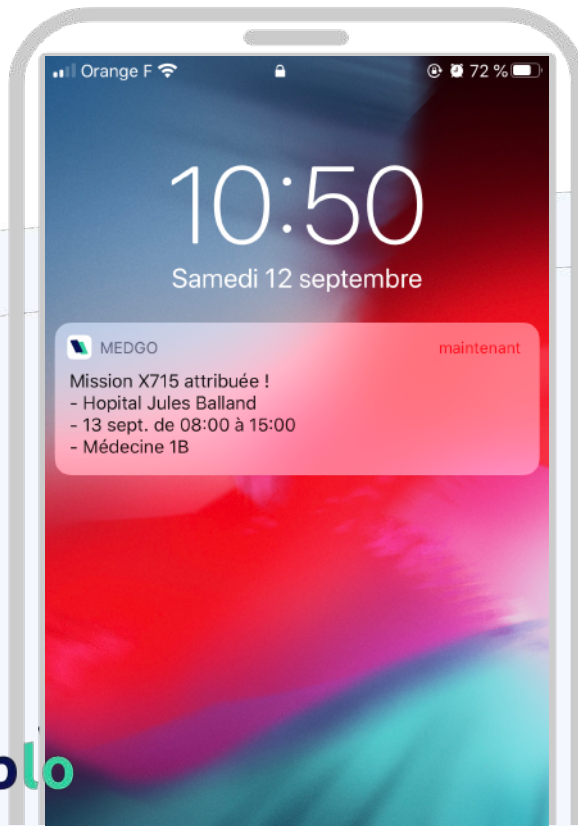 Orange F 72 %
10:50
Samedi 12 septembre
MEDGO maintenant
Mission X715 attribuée !
- Hopital Jules Balland
- 13 sept. de 08:00 à 15:00
- Médecine 1B
lo